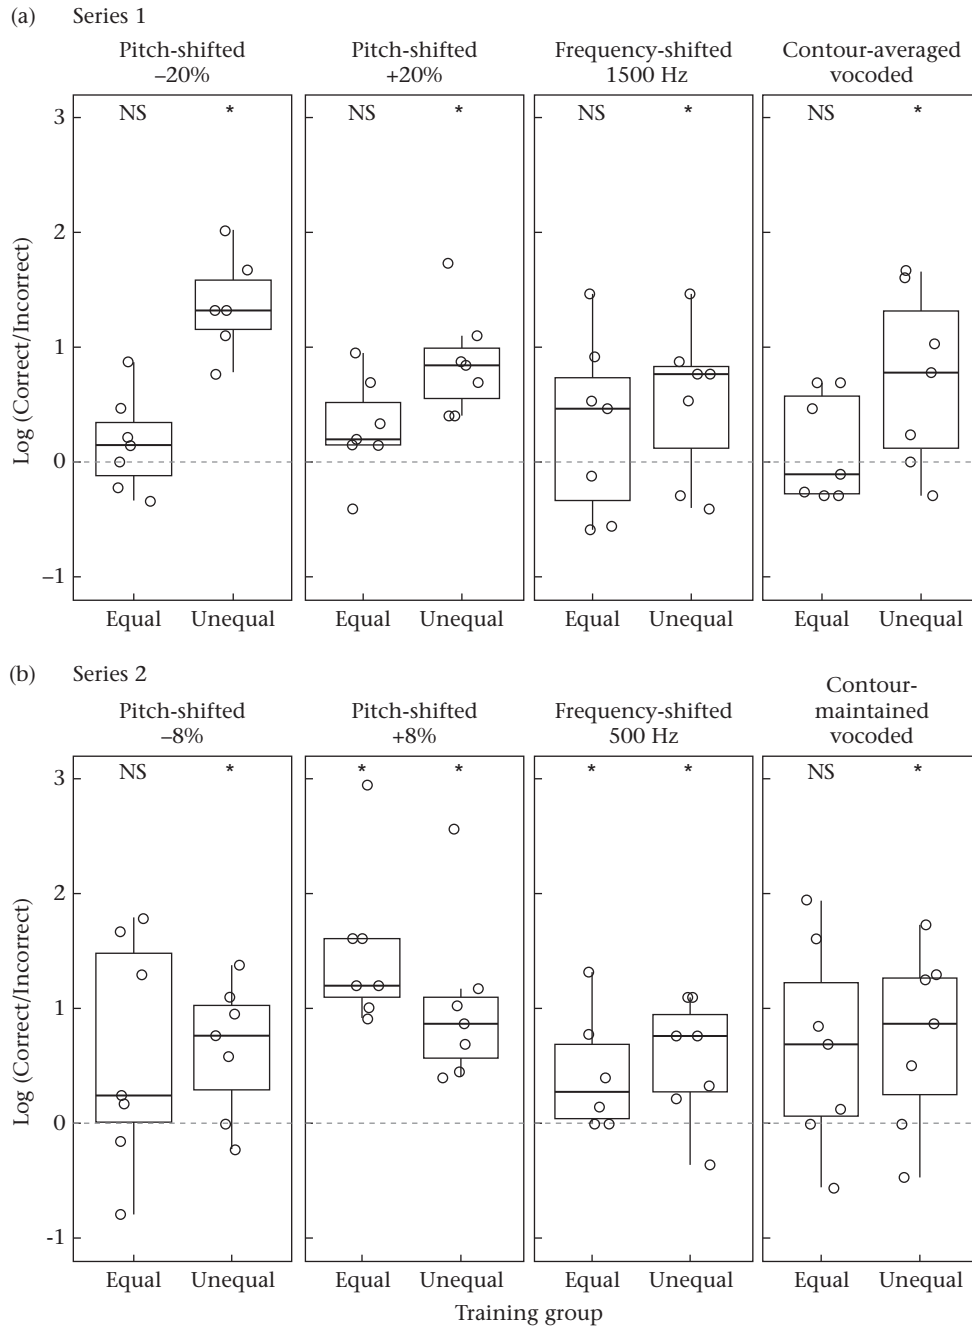 (a) Series 1
Pitch-shifted Pitch-shifted Frequency-shifted Contour-averaged
–20% +20% 1500 Hz vocoded
3 NS * NS * NS * NS *
2
1
0
–1
Log (Correct/Incorrect)
Equal Unequal Equal Unequal Equal Unequal Equal Unequal
(b) Series 2
Contour-
Pitch-shifted Pitch-shifted Frequency-shifted maintained
–8% +8% 500 Hz vocoded
3 NS * * * * * NS *
2
1
0
-1
Log (Correct/Incorrect)
Equal Unequal Equal Unequal Equal Unequal Equal Unequal
Training group